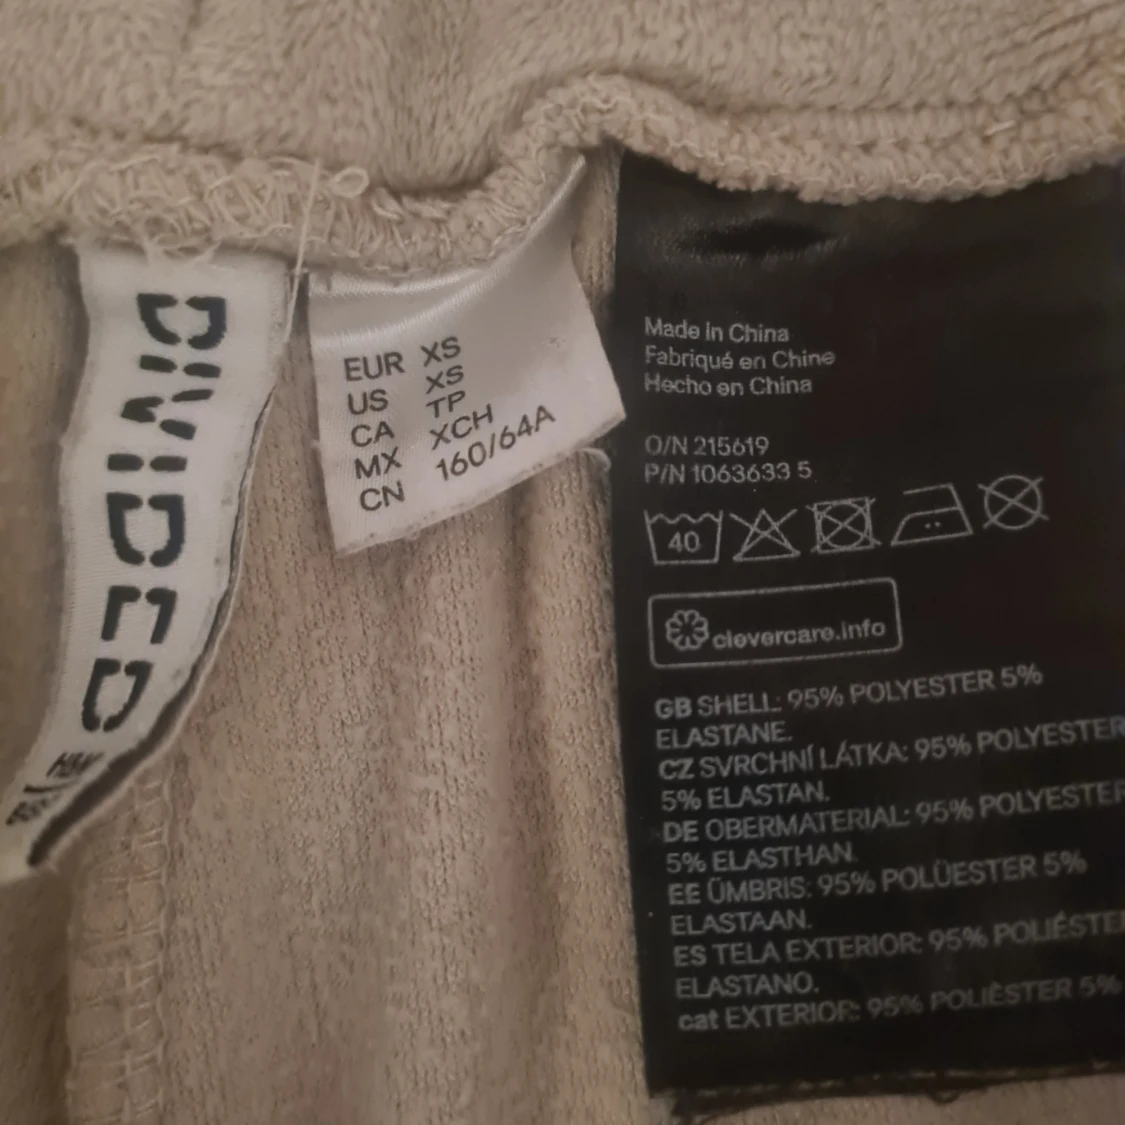 DIVIDED
H&M
EUR XS
US XS
CA TP
MX XCH
CN 160/64A
Made in China
Fabriqué en Chine
Hecho en China
O/N 215619
P/N 1063633 5
40
clevercare.info
GB SHELL: 95% POLYESTER 5%
ELASTANE.
CZ SVRCHNÍ LÁTKA: 95% POLYESTER
5% ELASTAN.
DE OBERMATERIAL: 95% POLYESTER
5% ELASTHAN.
EE ÜMBRIS: 95% POLÜESTER 5%
ELASTAAN.
ES TELA EXTERIOR: 95% POLIÉSTE
ELASTANO.
cat EXTERIOR: 95% POLIÈSTER 5%